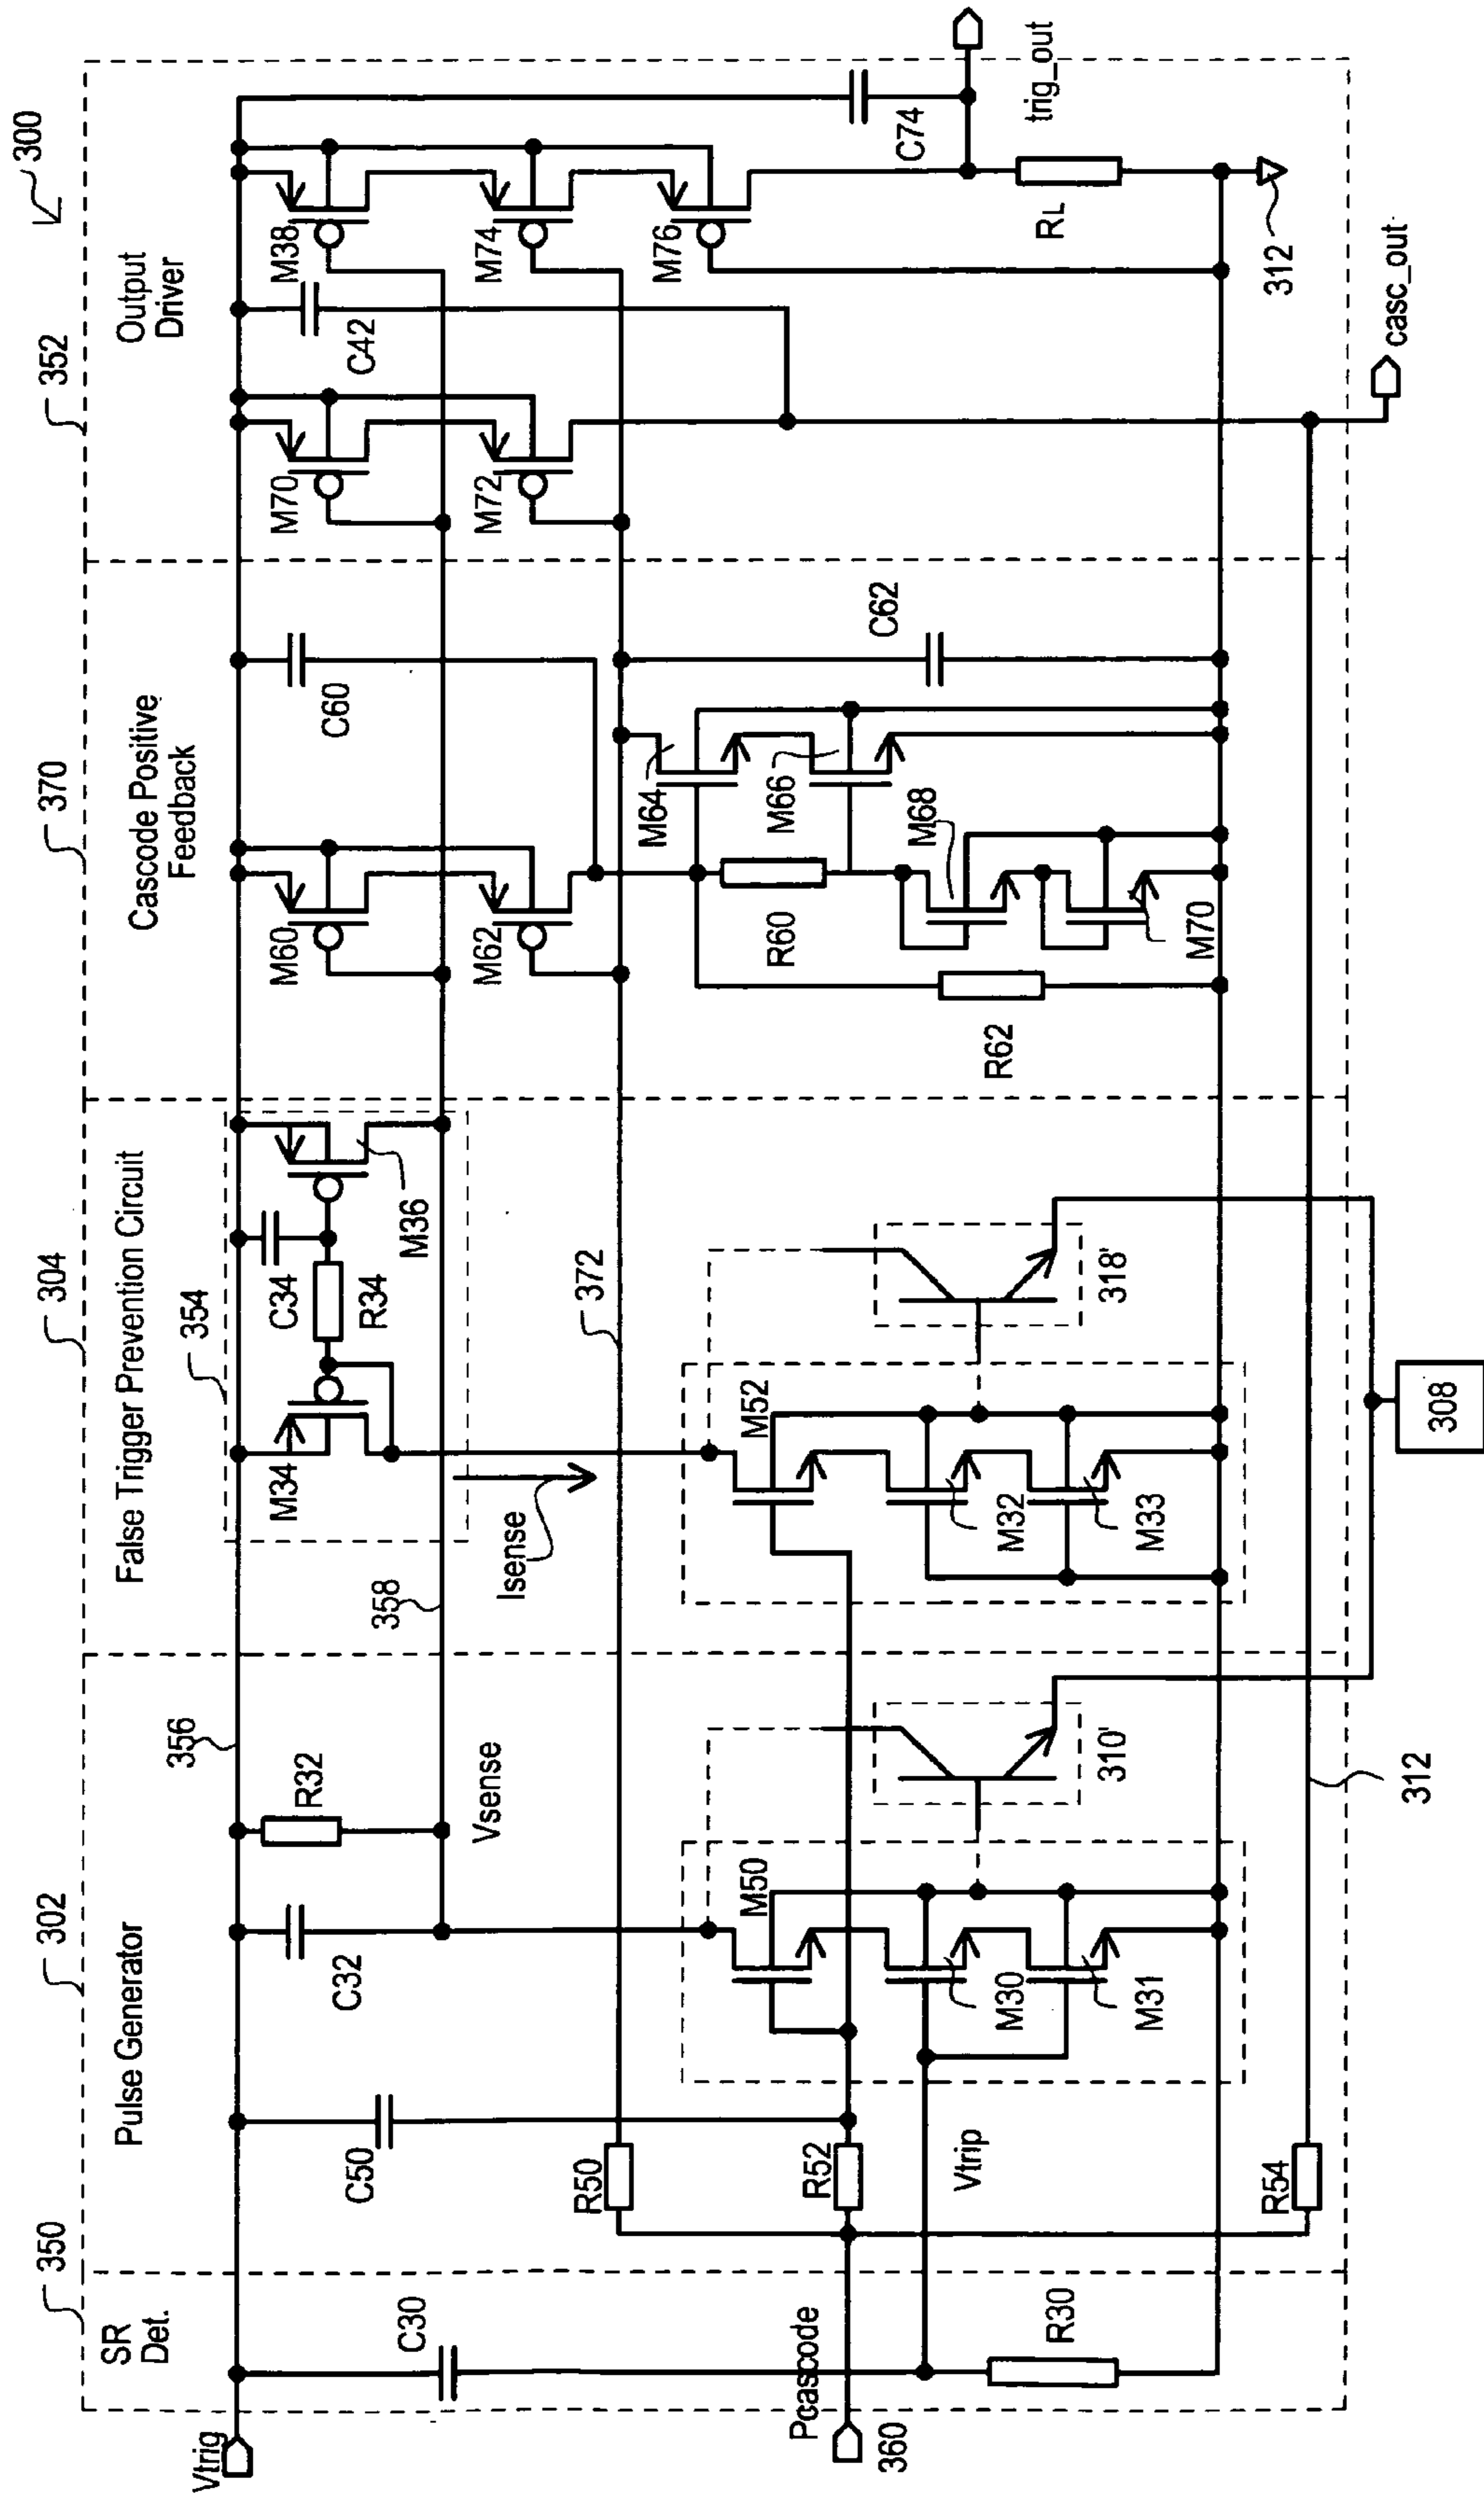 300
350
302
304
370
352
SR
Det.
Pulse Generator
False Trigger Prevention Circuit
Cascode Positive
Feedback
Output
Driver
Vtrig
356
354
C30
C50
C32
R32
M34
C34
R34
M36
M60
C60
M70
C42
M38
358
Vsense
Isense
372
R50
M62
M72
M74
M76
C74
trig_out
Pcascode
360
R52
Vtrip
M50
M30
M31
310'
M52
M32
M33
318'
R62
R60
M64
M66
M68
M70
C62
RL
R30
R54
312
308
312
casc_out